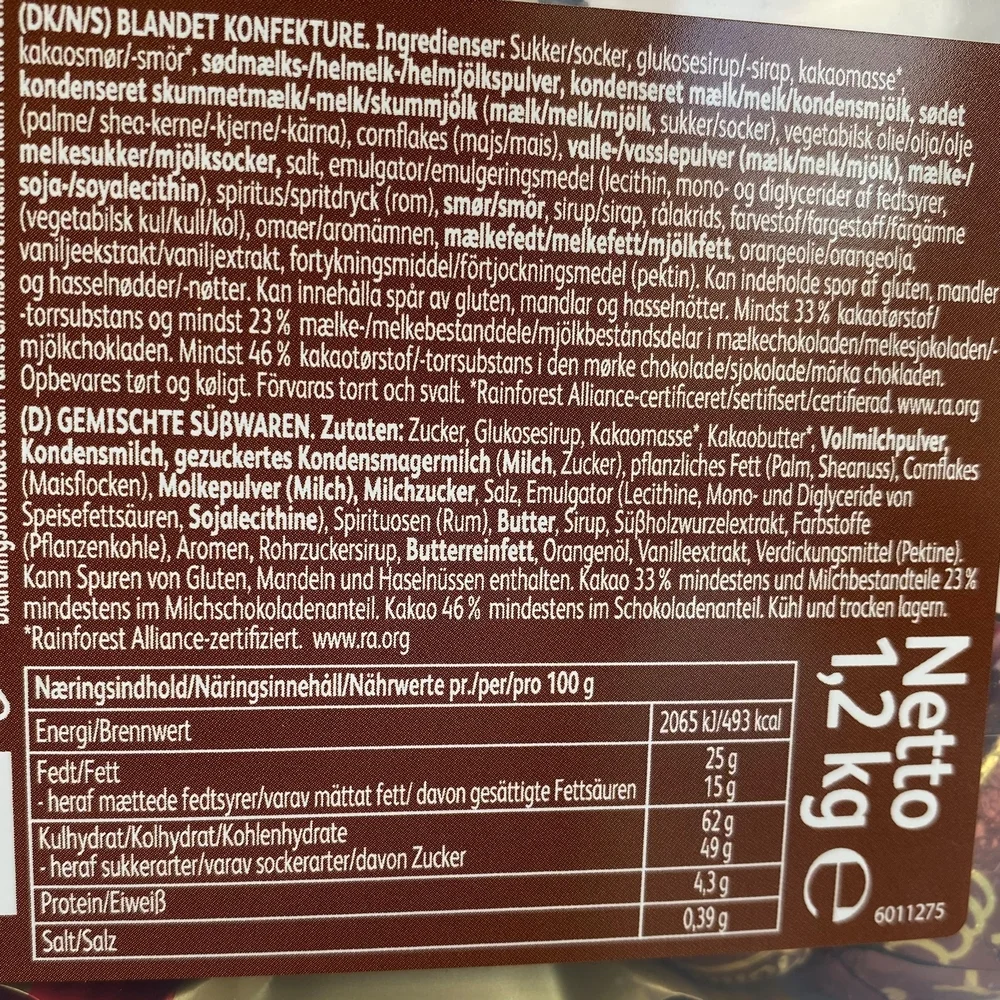 (DK/N/S) BLANDET KONFEKTURE. Ingredienser: Sukker/socker, glukosesirup/-sirap, kakaomasse*,
kakaosmør/-smör*, sødmælks-/helmelk-/helmjölkspulver, kondenseret mælk/melk/kondensmjölk, sødet
kondenseret skummetmælk/-melk/skummjölk (mælk/melk/mjölk, sukker/socker), vegetabilsk olie/olja/olje
(palme/ shea-kerne/-kjerne/-kärna), cornflakes (majs/mais), valle-/vasslepulver (mælk/melk/mjölk), mælke-/
melkesukker/mjölksocker, salt, emulgator/emulgeringsmedel (lecithin, mono- og diglycerider af fedtsyrer,
soja-/soyalecithin), spiritus/spritdryck (rom), smør/smör, sirup/sirap, rålakrids, farvestof/fargestoff/färgämne
(vegetabilsk kul/kull/kol), aromaer/aromämnen, mælkefedt/melkefett/mjölkfett, orangeolie/orangeolja,
vaniljeekstrakt/vaniljextrakt, fortykningsmiddel/förtjockningsmedel (pektin). Kan indeholde spor af gluten, mandler
og hasselnødder/-nøtter. Kan innehålla spår av gluten, mandlar og hasselnötter. Mindst 33 % kakaotørstof/
-torrsubstans og mindst 23 % mælke-/melkebestanddele/mjölkbeståndsdelar i mælkechokoladen/melkesjokoladen/-
mjölkchokladen. Mindst 46 % kakaotørstof/-torrsubstans i den mørke chokolade/sjokolade/mörka chokladen.
Opbevares tørt og køligt. Förvaras torrt och svalt. *Rainforest Alliance-certificeret/sertifisert/certifierad. www.ra.org
(D) GEMISCHTE SÜßWAREN. Zutaten: Zucker, Glukosesirup, Kakaomasse*, Kakaobutter*, Vollmilchpulver,
Kondensmilch, gezuckertes Kondensmagermilch (Milch, Zucker), pflanzliches Fett (Palm, Sheanuss), Cornflakes
(Maisflocken), Molkepulver (Milch), Milchzucker, Salz, Emulgator (Lecithine, Mono- und Diglyceride von
Speisefettsäuren, Sojalecithine), Spirituosen (Rum), Butter, Sirup, Süßholzwurzelextrakt, Farbstoffe
(Pflanzenkohle), Aromen, Rohrzuckersirup, Butterreinfett, Orangenöl, Vanilleextrakt, Verdickungsmittel (Pektine).
Kann Spuren von Gluten, Mandeln und Haselnüssen enthalten. Kakao 33 % mindestens und Milchbestandteile 23 %
mindestens im Milchschokoladenanteil. Kakao 46 % mindestens im Schokoladenanteil. Kühl und trocken lagern.
*Rainforest Alliance-zertifiziert. www.ra.org
Næringsindhold/Näringsinnehåll/Nährwerte pr./per/pro 100 g
Energi/Brennwert 2065 kJ/493 kcal
Fedt/Fett 25 g
- heraf mættede fedtsyrer/varav mättat fett/ davon gesättigte Fettsäuren 15 g
Kulhydrat/Kolhydrat/Kohlenhydrate 62 g
- heraf sukkerarter/varav sockerarter/davon Zucker 49 g
Protein/Eiweiß 4,3 g
Salt/Salz 0,39 g
Netto
1,2 kg e
6011275